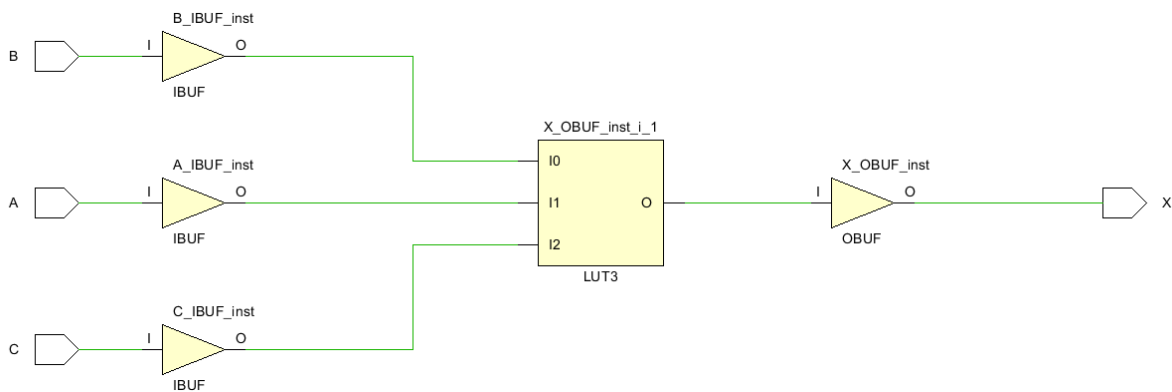 B_IBUF_inst
B I O
IBUF
X_OBUF_inst_i_1
I0
A_IBUF_inst X_OBUF_inst
A I O I1 O I O X
IBUF OBUF
I2
LUT3
C_IBUF_inst
C I O
IBUF